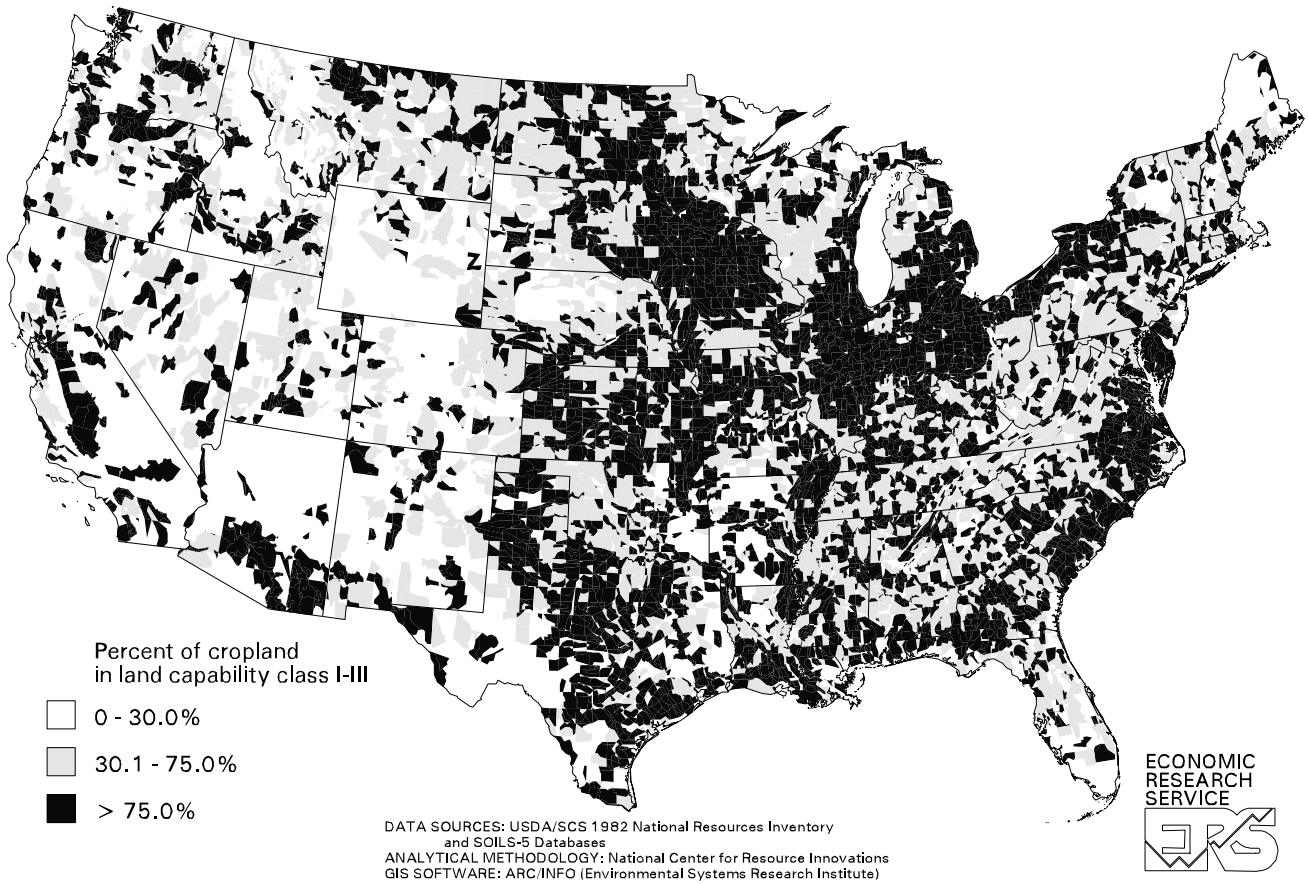 Z
Percent of cropland
in land capability class I-III
0 - 30.0%
30.1 - 75.0%
> 75.0%
DATA SOURCES: USDA/SCS 1982 National Resources Inventory
and SOILS-5 Databases
ANALYTICAL METHODOLOGY: National Center for Resource Innovations
GIS SOFTWARE: ARC/INFO (Environmental Systems Research Institute)
ECONOMIC
RESEARCH
SERVICE
ERS